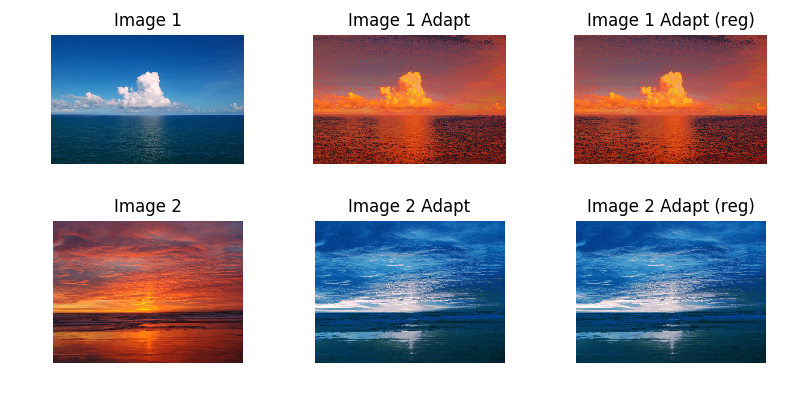 Image 1
Image 1 Adapt
Image 1 Adapt (reg)
Image 2
Image 2 Adapt
Image 2 Adapt (reg)